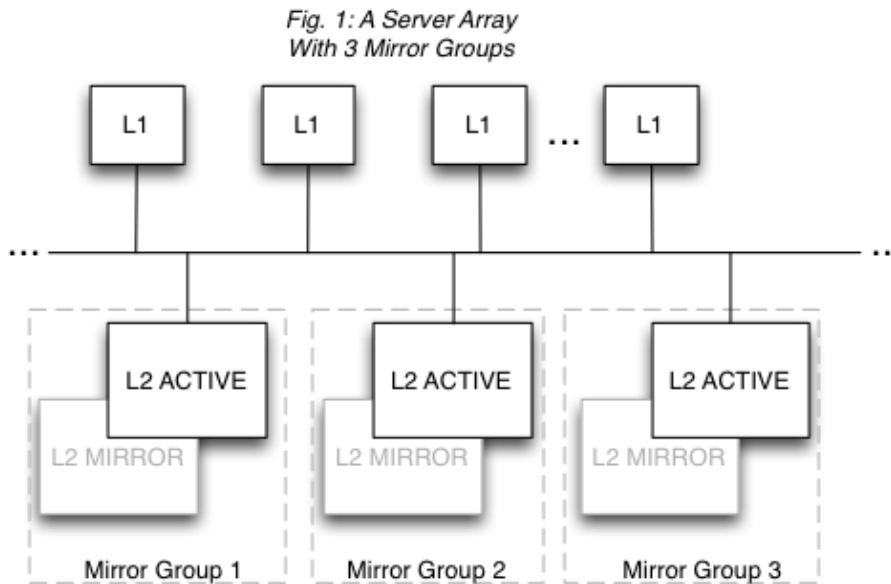 Fig. 1: A Server Array
With 3 Mirror Groups
L1 L1 L1 ... L1
... ...
L2 ACTIVE L2 ACTIVE L2 ACTIVE
L2 MIRROR L2 MIRROR L2 MIRROR
Mirror Group 1 Mirror Group 2 Mirror Group 3